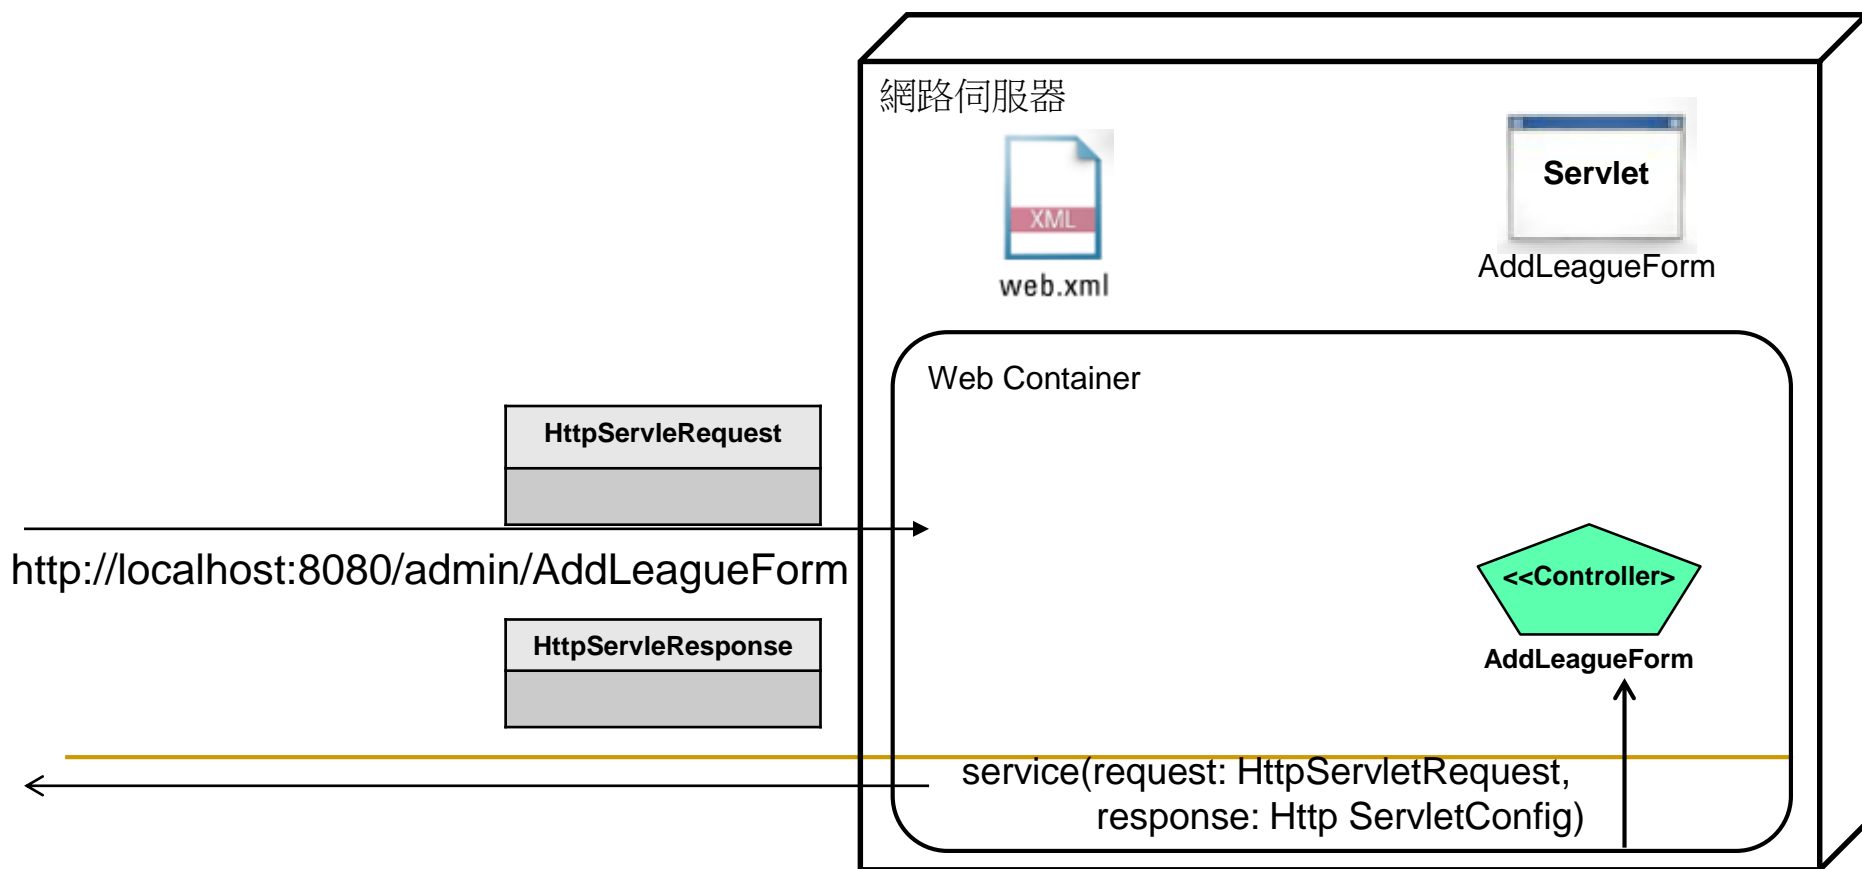 網路伺服器
XML
web.xml
Servlet
AddLeagueForm
Web Container
HttpServleRequest
http://localhost:8080/admin/AddLeagueForm
HttpServleResponse
<<Controller>
AddLeagueForm
service(request: HttpServletRequest,
response: Http ServletConfig)